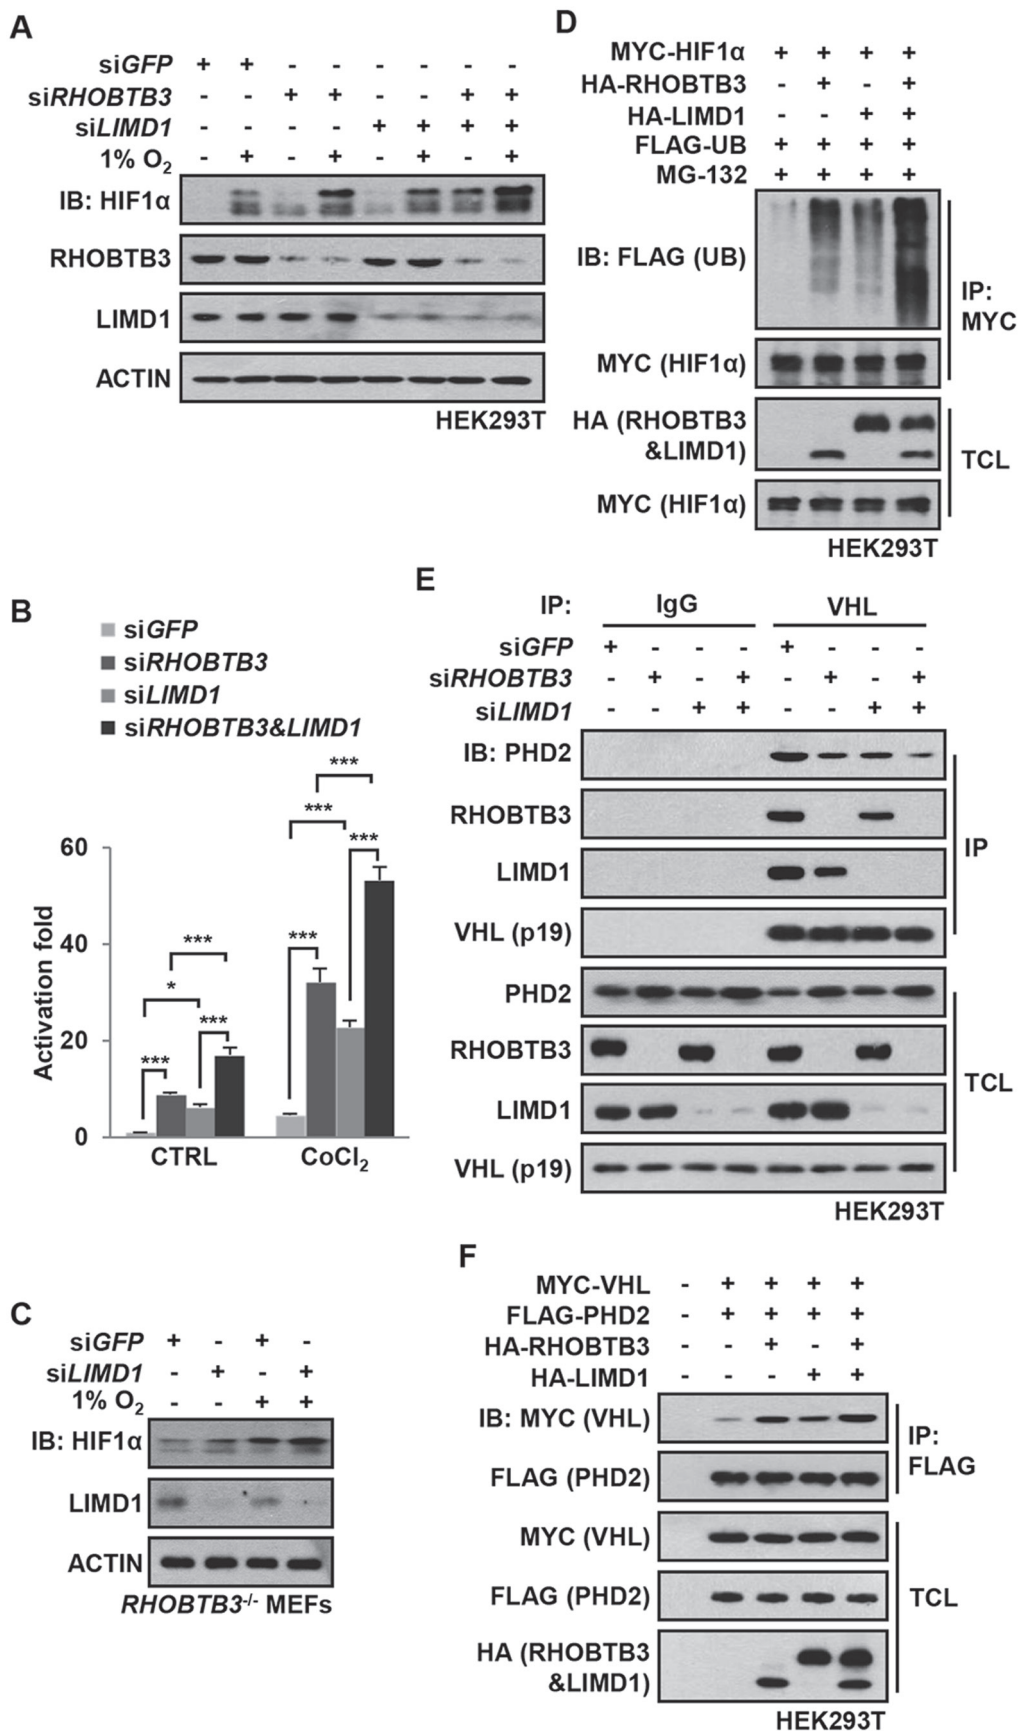 A
siGFP + + - - - - - -
siRHOBTB3 - - + + - - + +
siLIMD1 - - - - + + + +
1% O2 - + - + - + - +
IB: HIF1α
RHOBTB3
LIMD1
ACTIN
HEK293T
D
MYC-HIF1α + + + +
HA-RHOBTB3 - + - +
HA-LIMD1 - - + +
FLAG-UB + + + +
MG-132 + + + +
IB: FLAG (UB)
IP:
MYC
MYC (HIF1α)
HA (RHOBTB3
&LIMD1)
TCL
MYC (HIF1α)
HEK293T
B
siGFP
siRHOBTB3
siLIMD1
siRHOBTB3&LIMD1
Activation fold
60
40
20
0
***
*
***
***
***
***
***
***
CTRL
CoCl2
E
IP: IgG VHL
siGFP + - - - + - - -
siRHOBTB3 - + - + - + - +
siLIMD1 - - + + - - + +
IB: PHD2
RHOBTB3
LIMD1
VHL (p19)
IP
PHD2
RHOBTB3
LIMD1
VHL (p19)
TCL
HEK293T
C
siGFP + - + -
siLIMD1 - + - +
1% O2 - - + +
IB: HIF1α
LIMD1
ACTIN
RHOBTB3-/- MEFs
F
MYC-VHL - + + + +
FLAG-PHD2 - + + + +
HA-RHOBTB3 - - + - +
HA-LIMD1 - - - + +
IB: MYC (VHL)
FLAG (PHD2)
IP:
FLAG
MYC (VHL)
FLAG (PHD2)
HA (RHOBTB3
&LIMD1)
TCL
HEK293T